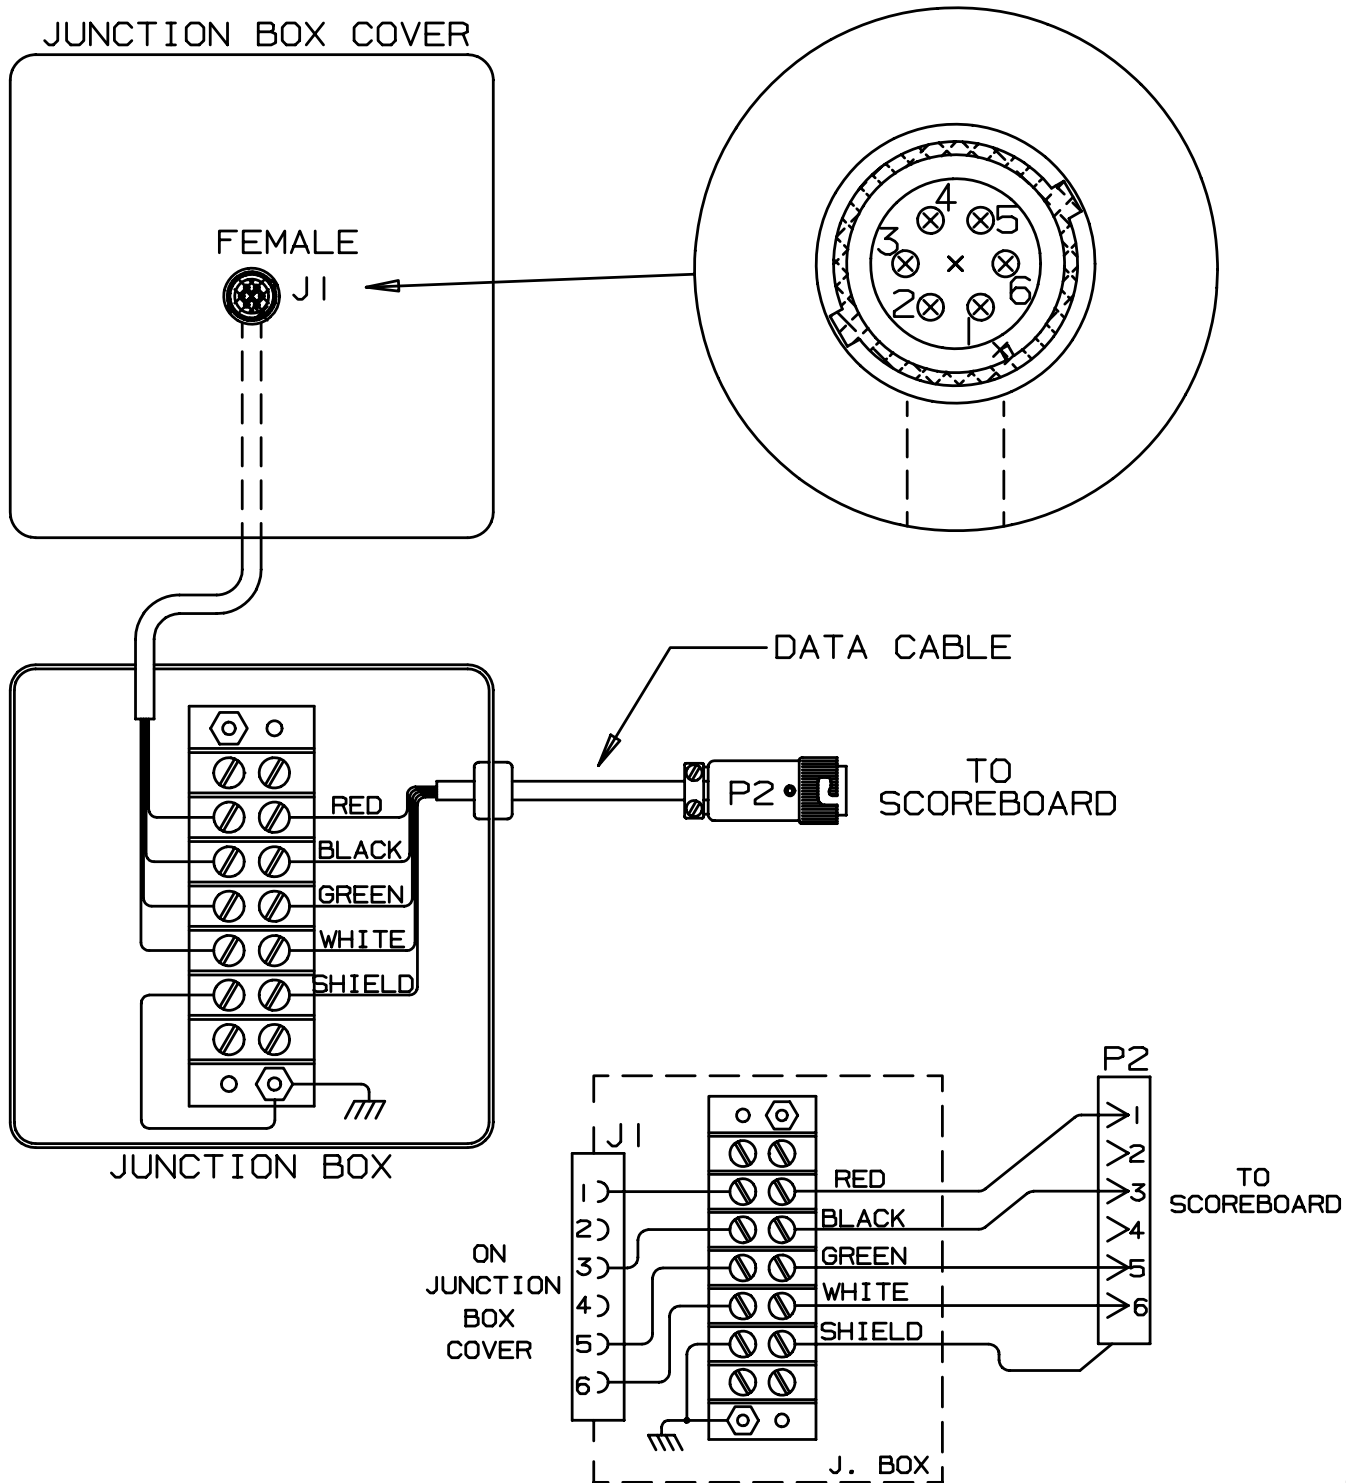 JUNCTION BOX COVER
FEMALE
J1
4
5
3
6
2
1
DATA CABLE
P2
TO
SCOREBOARD
RED
BLACK
GREEN
WHITE
SHIELD
JUNCTION BOX
J1
1
2
3
4
5
6
ON
JUNCTION
BOX
COVER
RED
BLACK
GREEN
WHITE
SHIELD
J. BOX
P2
1
2
3
4
5
6
TO
SCOREBOARD